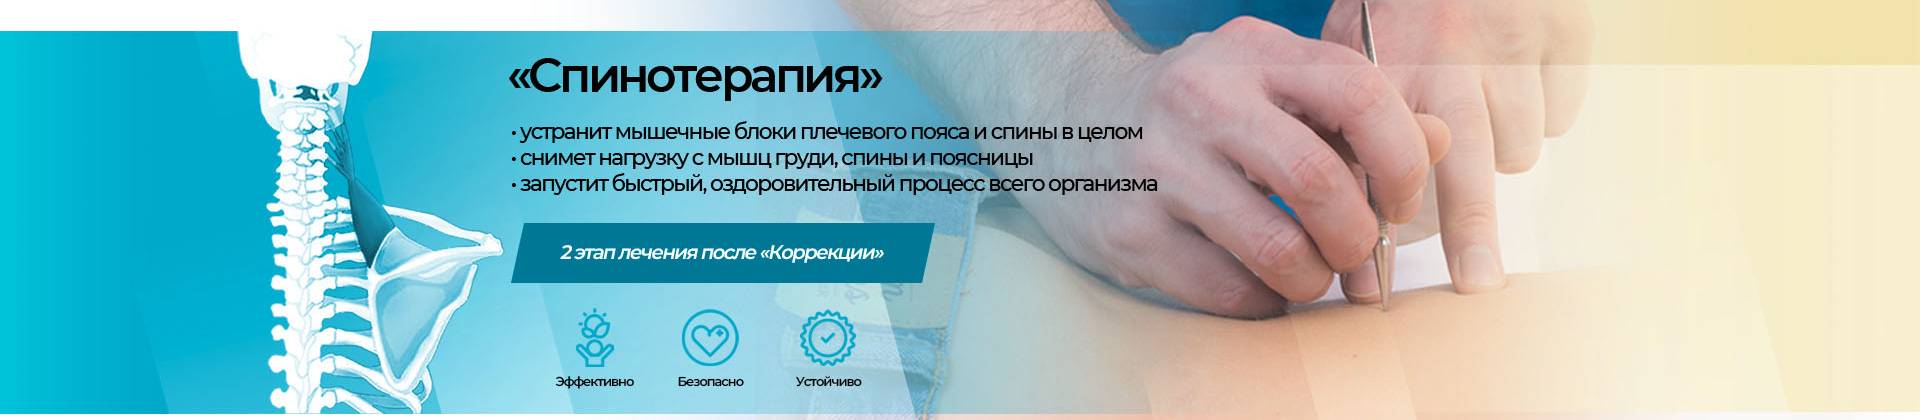 «Спинотерапия»
• устранит мышечные блоки плечевого пояса и спины в целом
• снимет нагрузку с мышц груди, спины и поясницы
• запустит быстрый, оздоровительный процесс всего организма
2 этап лечения после «Коррекции»
Эффективно Безопасно Устойчиво